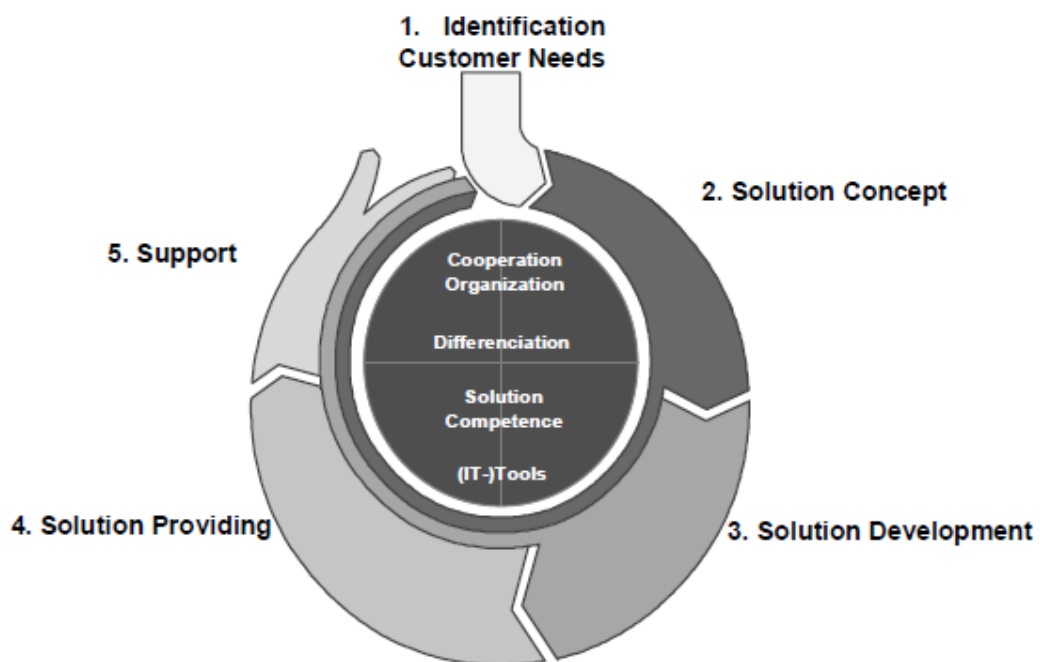 1. Identification
Customer Needs
2. Solution Concept
5. Support
Cooperation
Organization
Differenciation
Solution
Competence
(IT-)Tools
4. Solution Providing
3. Solution Development